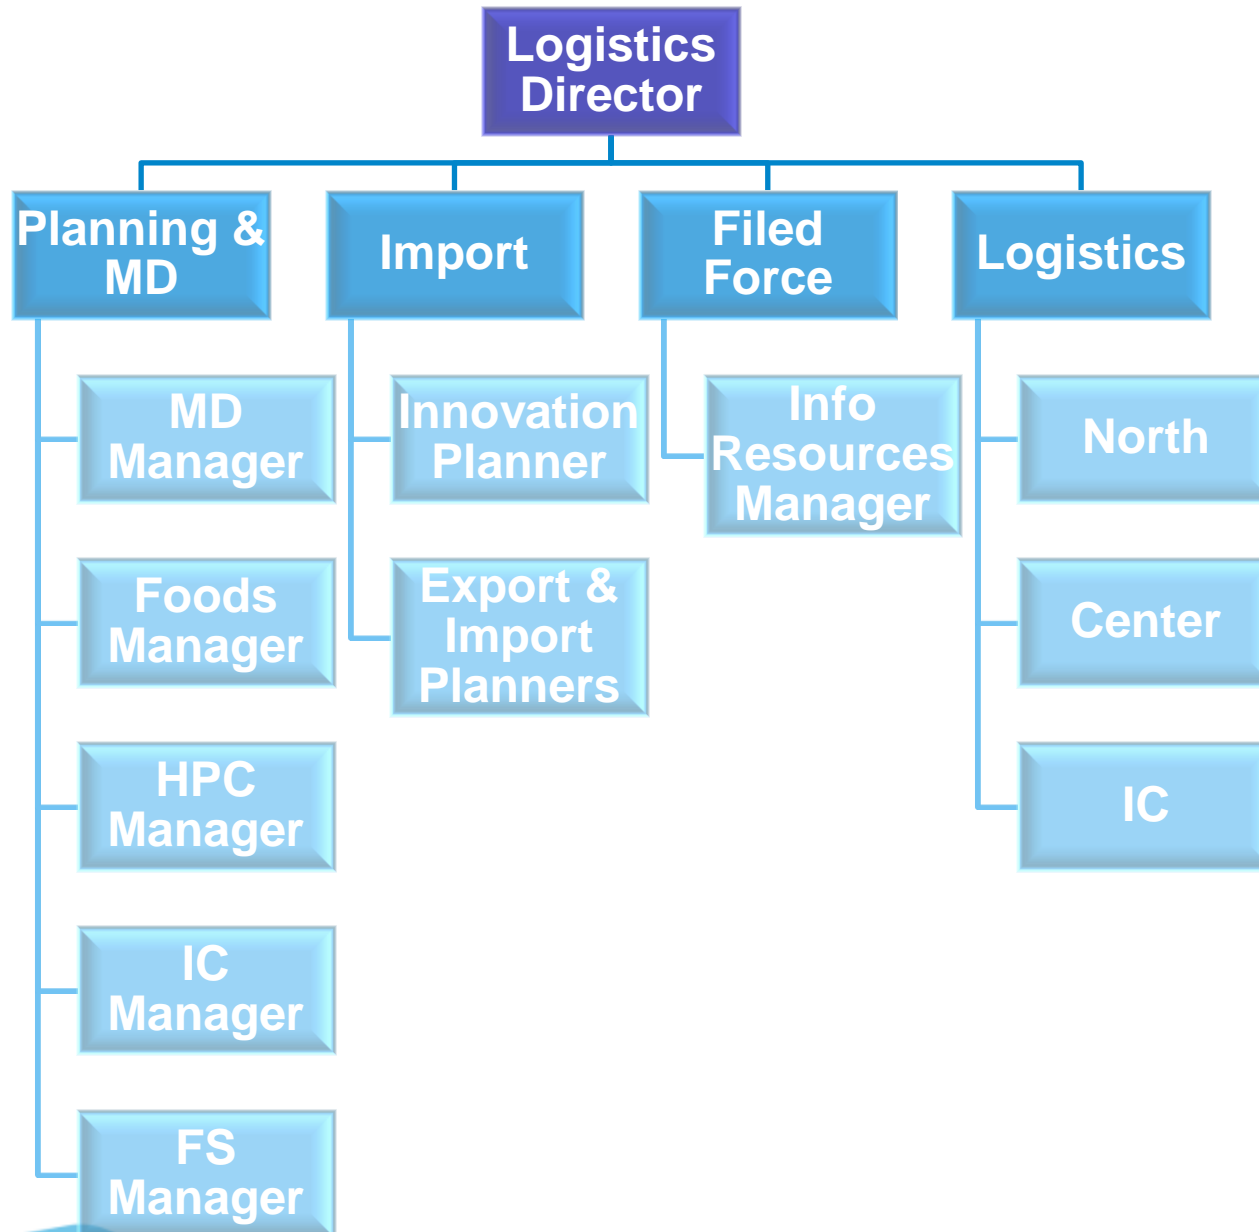 Logistics
Director
Planning &
MD
Import
Filed
Force
Logistics
MD
Manager
Foods
Manager
HPC
Manager
IC
Manager
FS
Manager
Innovation
Planner
Export &
Import
Planners
Info
Resources
Manager
North
Center
IC